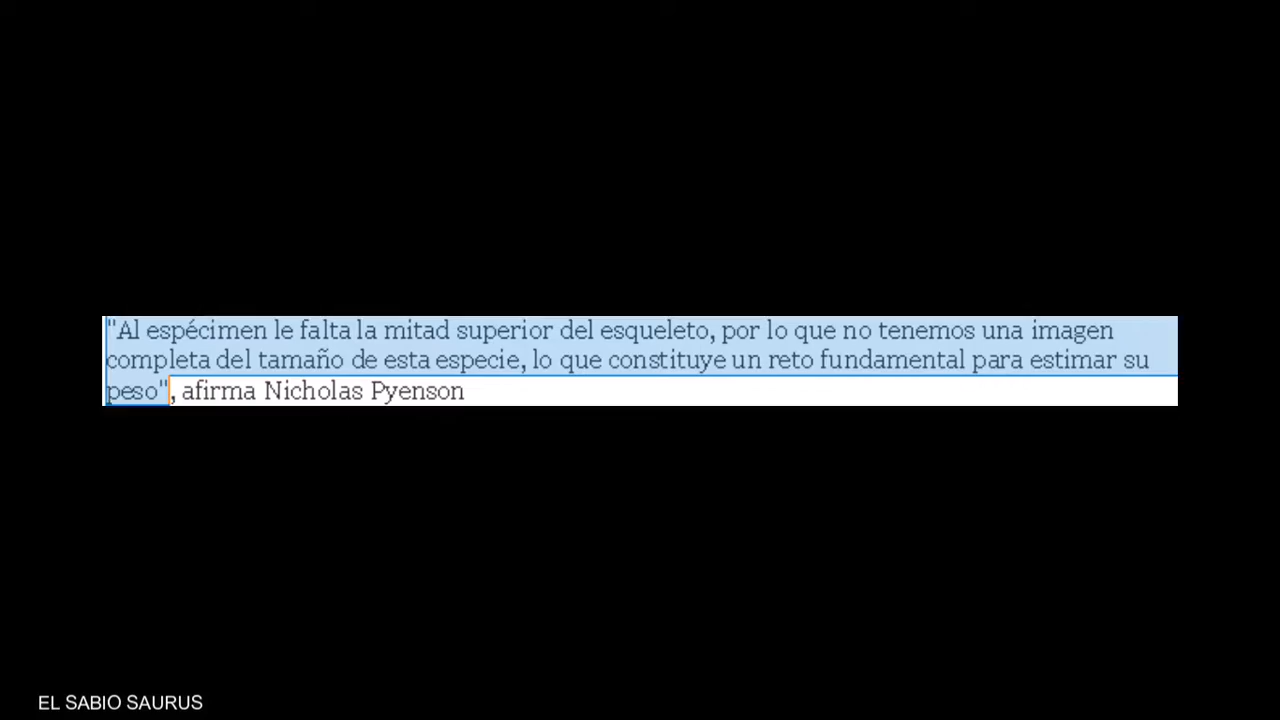 "Al espécimen le falta la mitad superior del esqueleto, por lo que no tenemos una imagen
completa del tamaño de esta especie, lo que constituye un reto fundamental para estimar su
peso", afirma Nicholas Pyenson
EL SABIO SAURUS